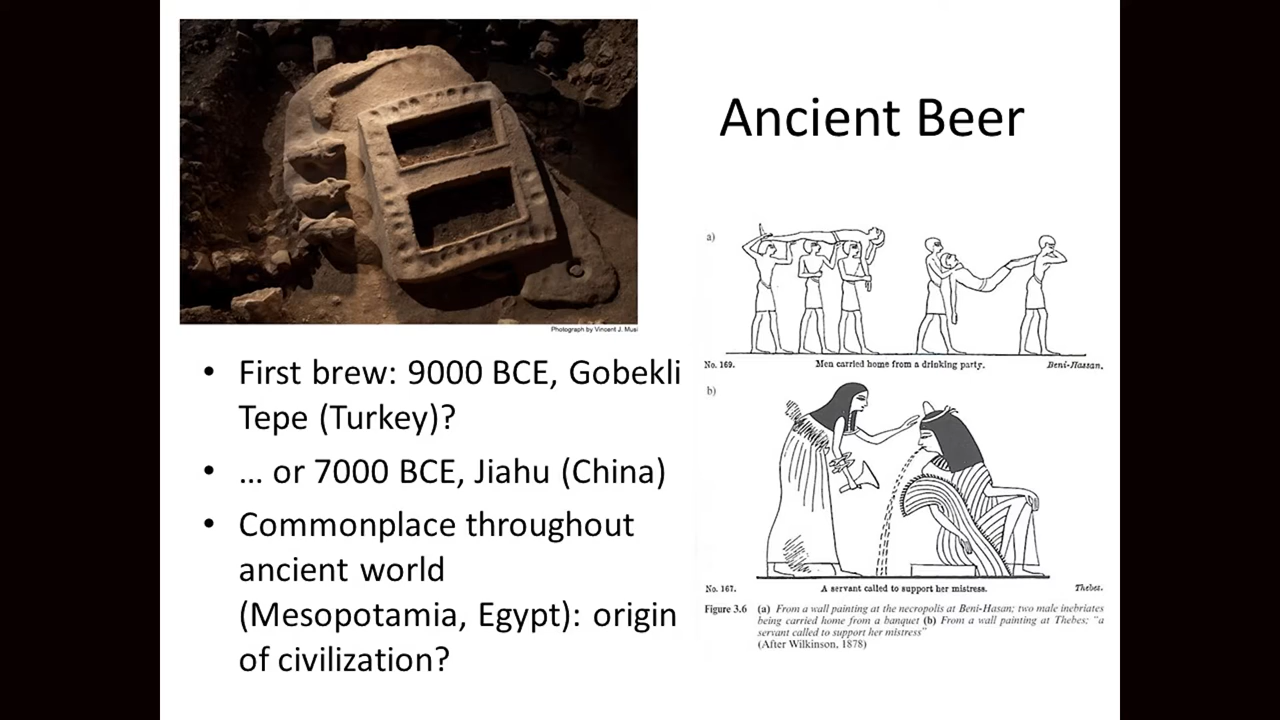 Ancient Beer
Photograph by Vincent J. Musi
• First brew: 9000 BCE, Gobekli
Tepe (Turkey)?
• … or 7000 BCE, Jiahu (China)
• Commonplace throughout
ancient world
(Mesopotamia, Egypt): origin
of civilization?
a)
No. 169.
Men carried home from a drinking party.
Beni-Hassan.
b)
No. 167.
A servant called to support her mistress.
Thebes.
Figure 3.6 (a) From a wall painting at the necropolis at Beni-Hasan; two male inebriates
being carried home from a banquet (b) From a wall painting at Thebes; "a
servant called to support her mistress"
(After Wilkinson, 1878)